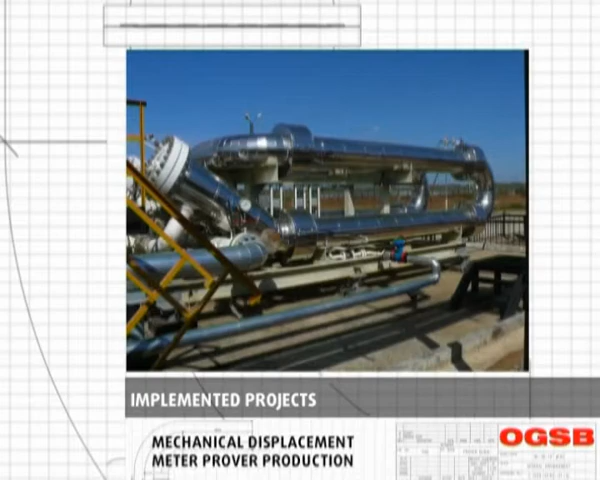 IMPLEMENTED PROJECTS
MECHANICAL DISPLACEMENT
METER PROVER PRODUCTION
OGSB